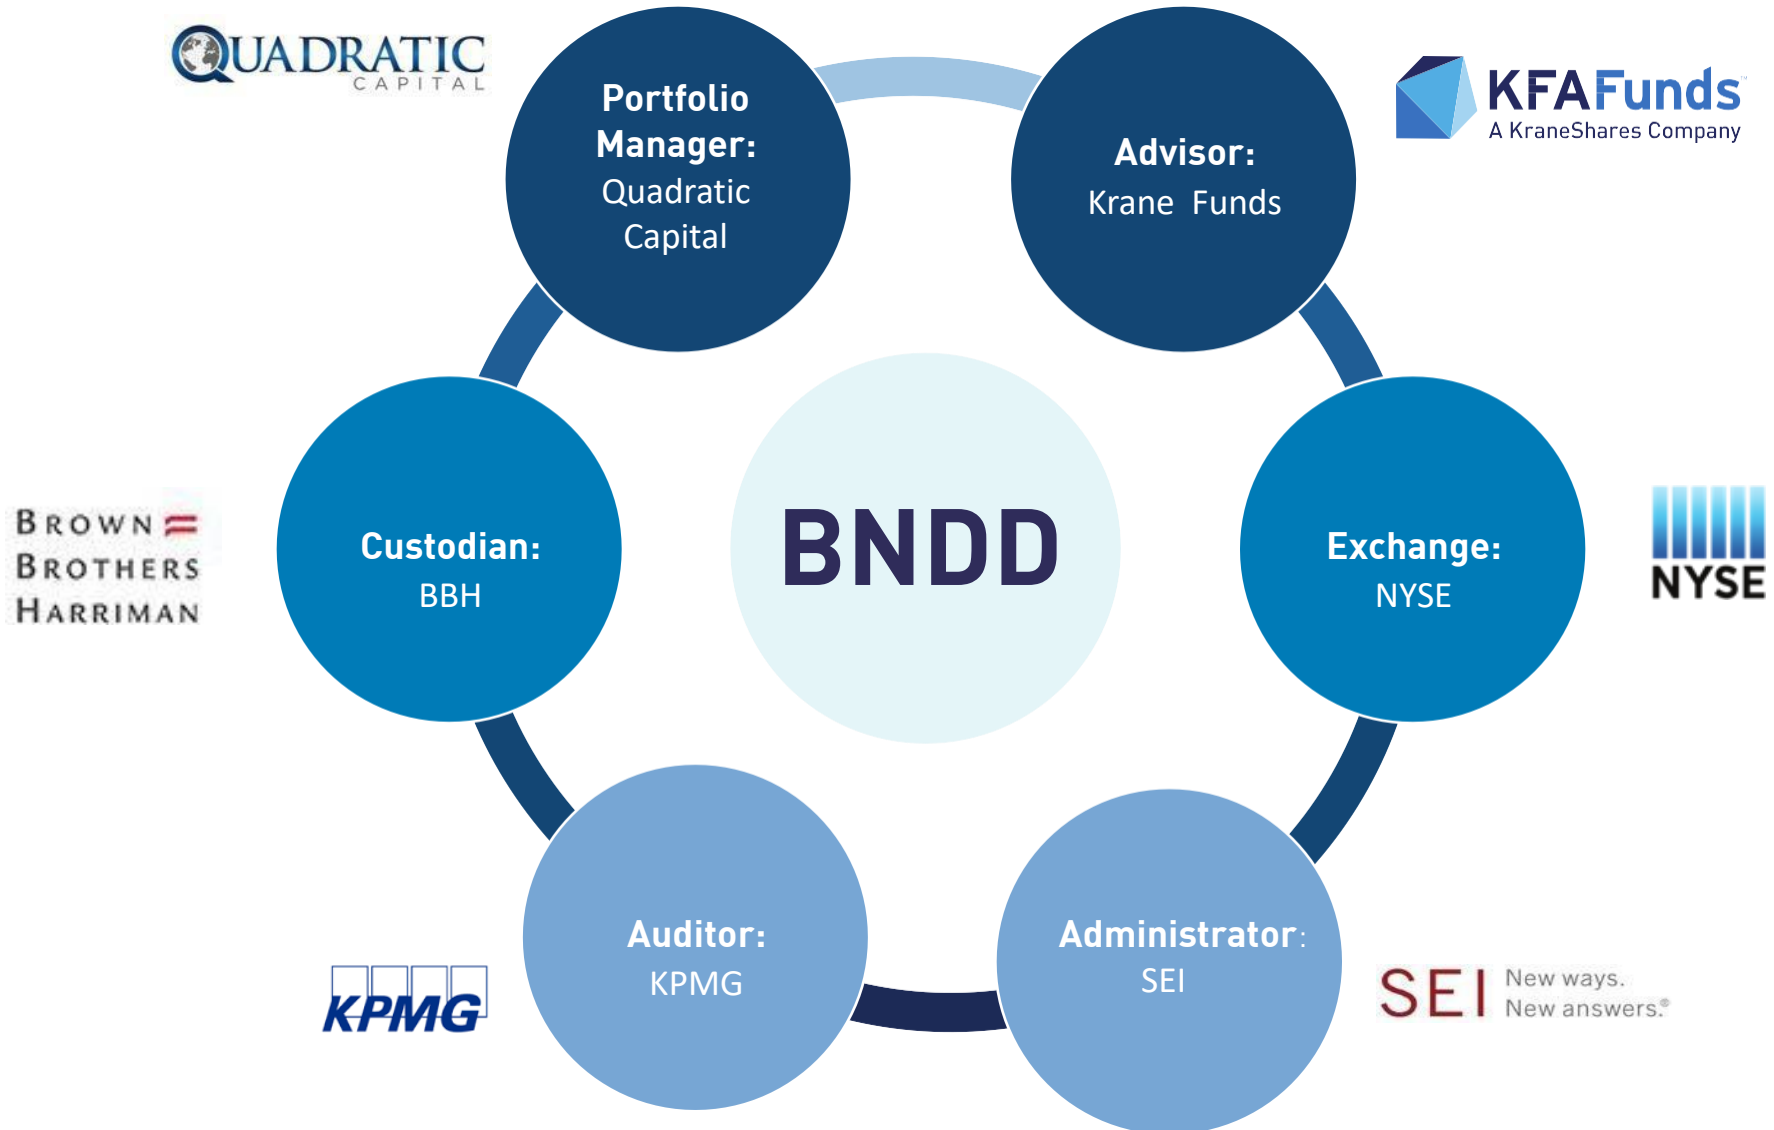 QUADRATIC
CAPITAL
Portfolio
Manager:
Quadratic
Capital
Advisor:
Krane Funds
KFAFunds™
A KraneShares Company
BROWN
BROTHERS
HARRIMAN
Custodian:
BBH
BNDD
Exchange:
NYSE
NYSE
KPMG
Auditor:
KPMG
Administrator:
SEI
SEI
New ways.
New answers.®